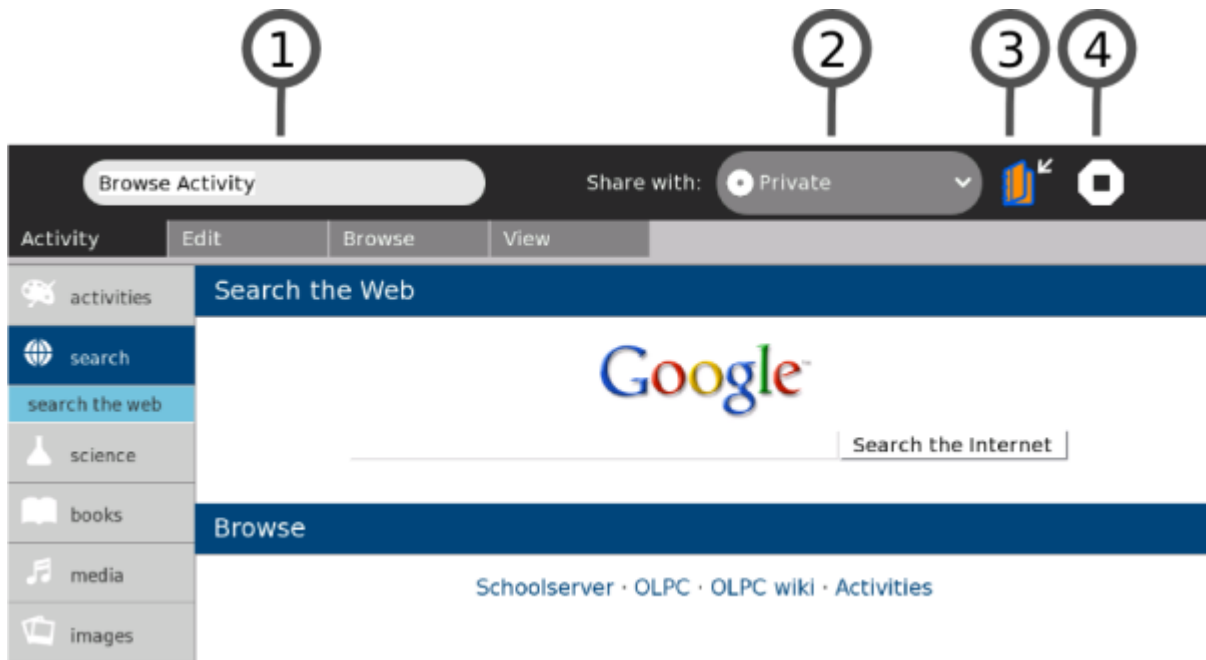 1 2 3 4
Browse Activity Share with: Private
Activity Edit Browse View
activities
Search the Web
search
Google™
search the web
Search the Internet
science
books
Browse
media
Schoolserver · OLPC · OLPC wiki · Activities
images